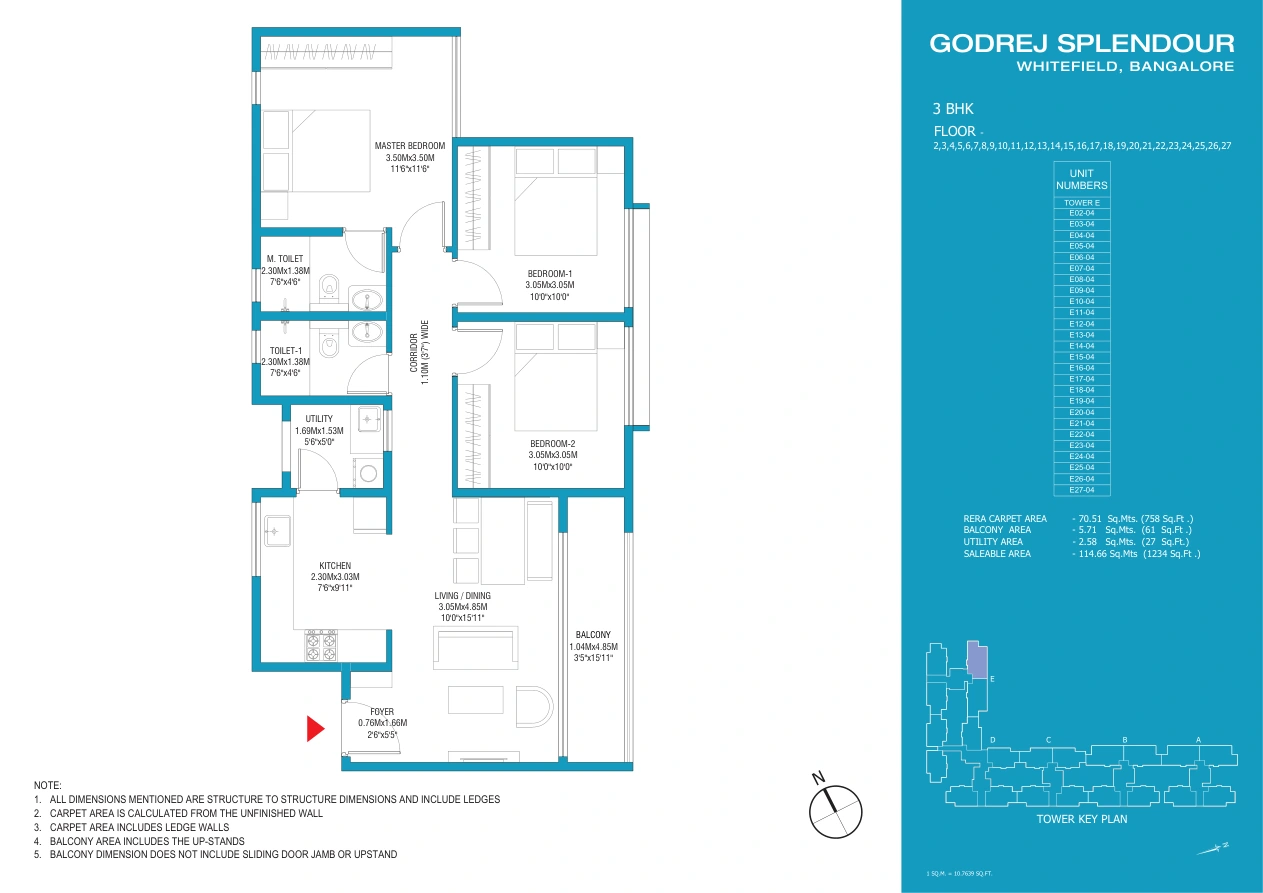 MASTER BEDROOM
3.50Mx3.50M
11'6"x11'6"
M. TOILET
2.30Mx1.38M
7'6"x4'6"
BEDROOM-1
3.05Mx3.05M
10'0"x10'0"
TOILET-1
2.30Mx1.38M
7'6"x4'6"
CORRIDOR
1.10M (3'7") WIDE
UTILITY
1.69Mx1.53M
5'6"x5'0"
BEDROOM-2
3.05Mx3.05M
10'0"x10'0"
KITCHEN
2.30Mx3.03M
7'6"x9'11"
LIVING / DINING
3.05Mx4.85M
10'0"x15'11"
BALCONY
1.04Mx4.85M
3'5"x15'11"
FOYER
0.76Mx1.66M
2'6"x5'5"
NOTE:
1. ALL DIMENSIONS MENTIONED ARE STRUCTURE TO STRUCTURE DIMENSIONS AND INCLUDE LEDGES
2. CARPET AREA IS CALCULATED FROM THE UNFINISHED WALL
3. CARPET AREA INCLUDES LEDGE WALLS
4. BALCONY AREA INCLUDES THE UP-STANDS
5. BALCONY DIMENSION DOES NOT INCLUDE SLIDING DOOR JAMB OR UPSTAND
N
GODREJ SPLENDOUR
WHITEFIELD, BANGALORE
3 BHK
FLOOR -
2,3,4,5,6,7,8,9,10,11,12,13,14,15,16,17,18,19,20,21,22,23,24,25,26,27
UNIT
NUMBERS
TOWER E
E02-04
E03-04
E04-04
E05-04
E06-04
E07-04
E08-04
E09-04
E10-04
E11-04
E12-04
E13-04
E14-04
E15-04
E16-04
E17-04
E18-04
E19-04
E20-04
E21-04
E22-04
E23-04
E24-04
E25-04
E26-04
E27-04
RERA CARPET AREA - 70.51 Sq.Mts. (758 Sq.Ft .)
BALCONY AREA - 5.71 Sq.Mts. (61 Sq.Ft .)
UTILITY AREA - 2.58 Sq.Mts. (27 Sq.Ft.)
SALEABLE AREA - 114.66 Sq.Mts (1234 Sq.Ft .)
E
D C B A
TOWER KEY PLAN
N
1 SQ.M. = 10.7639 SQ.FT.